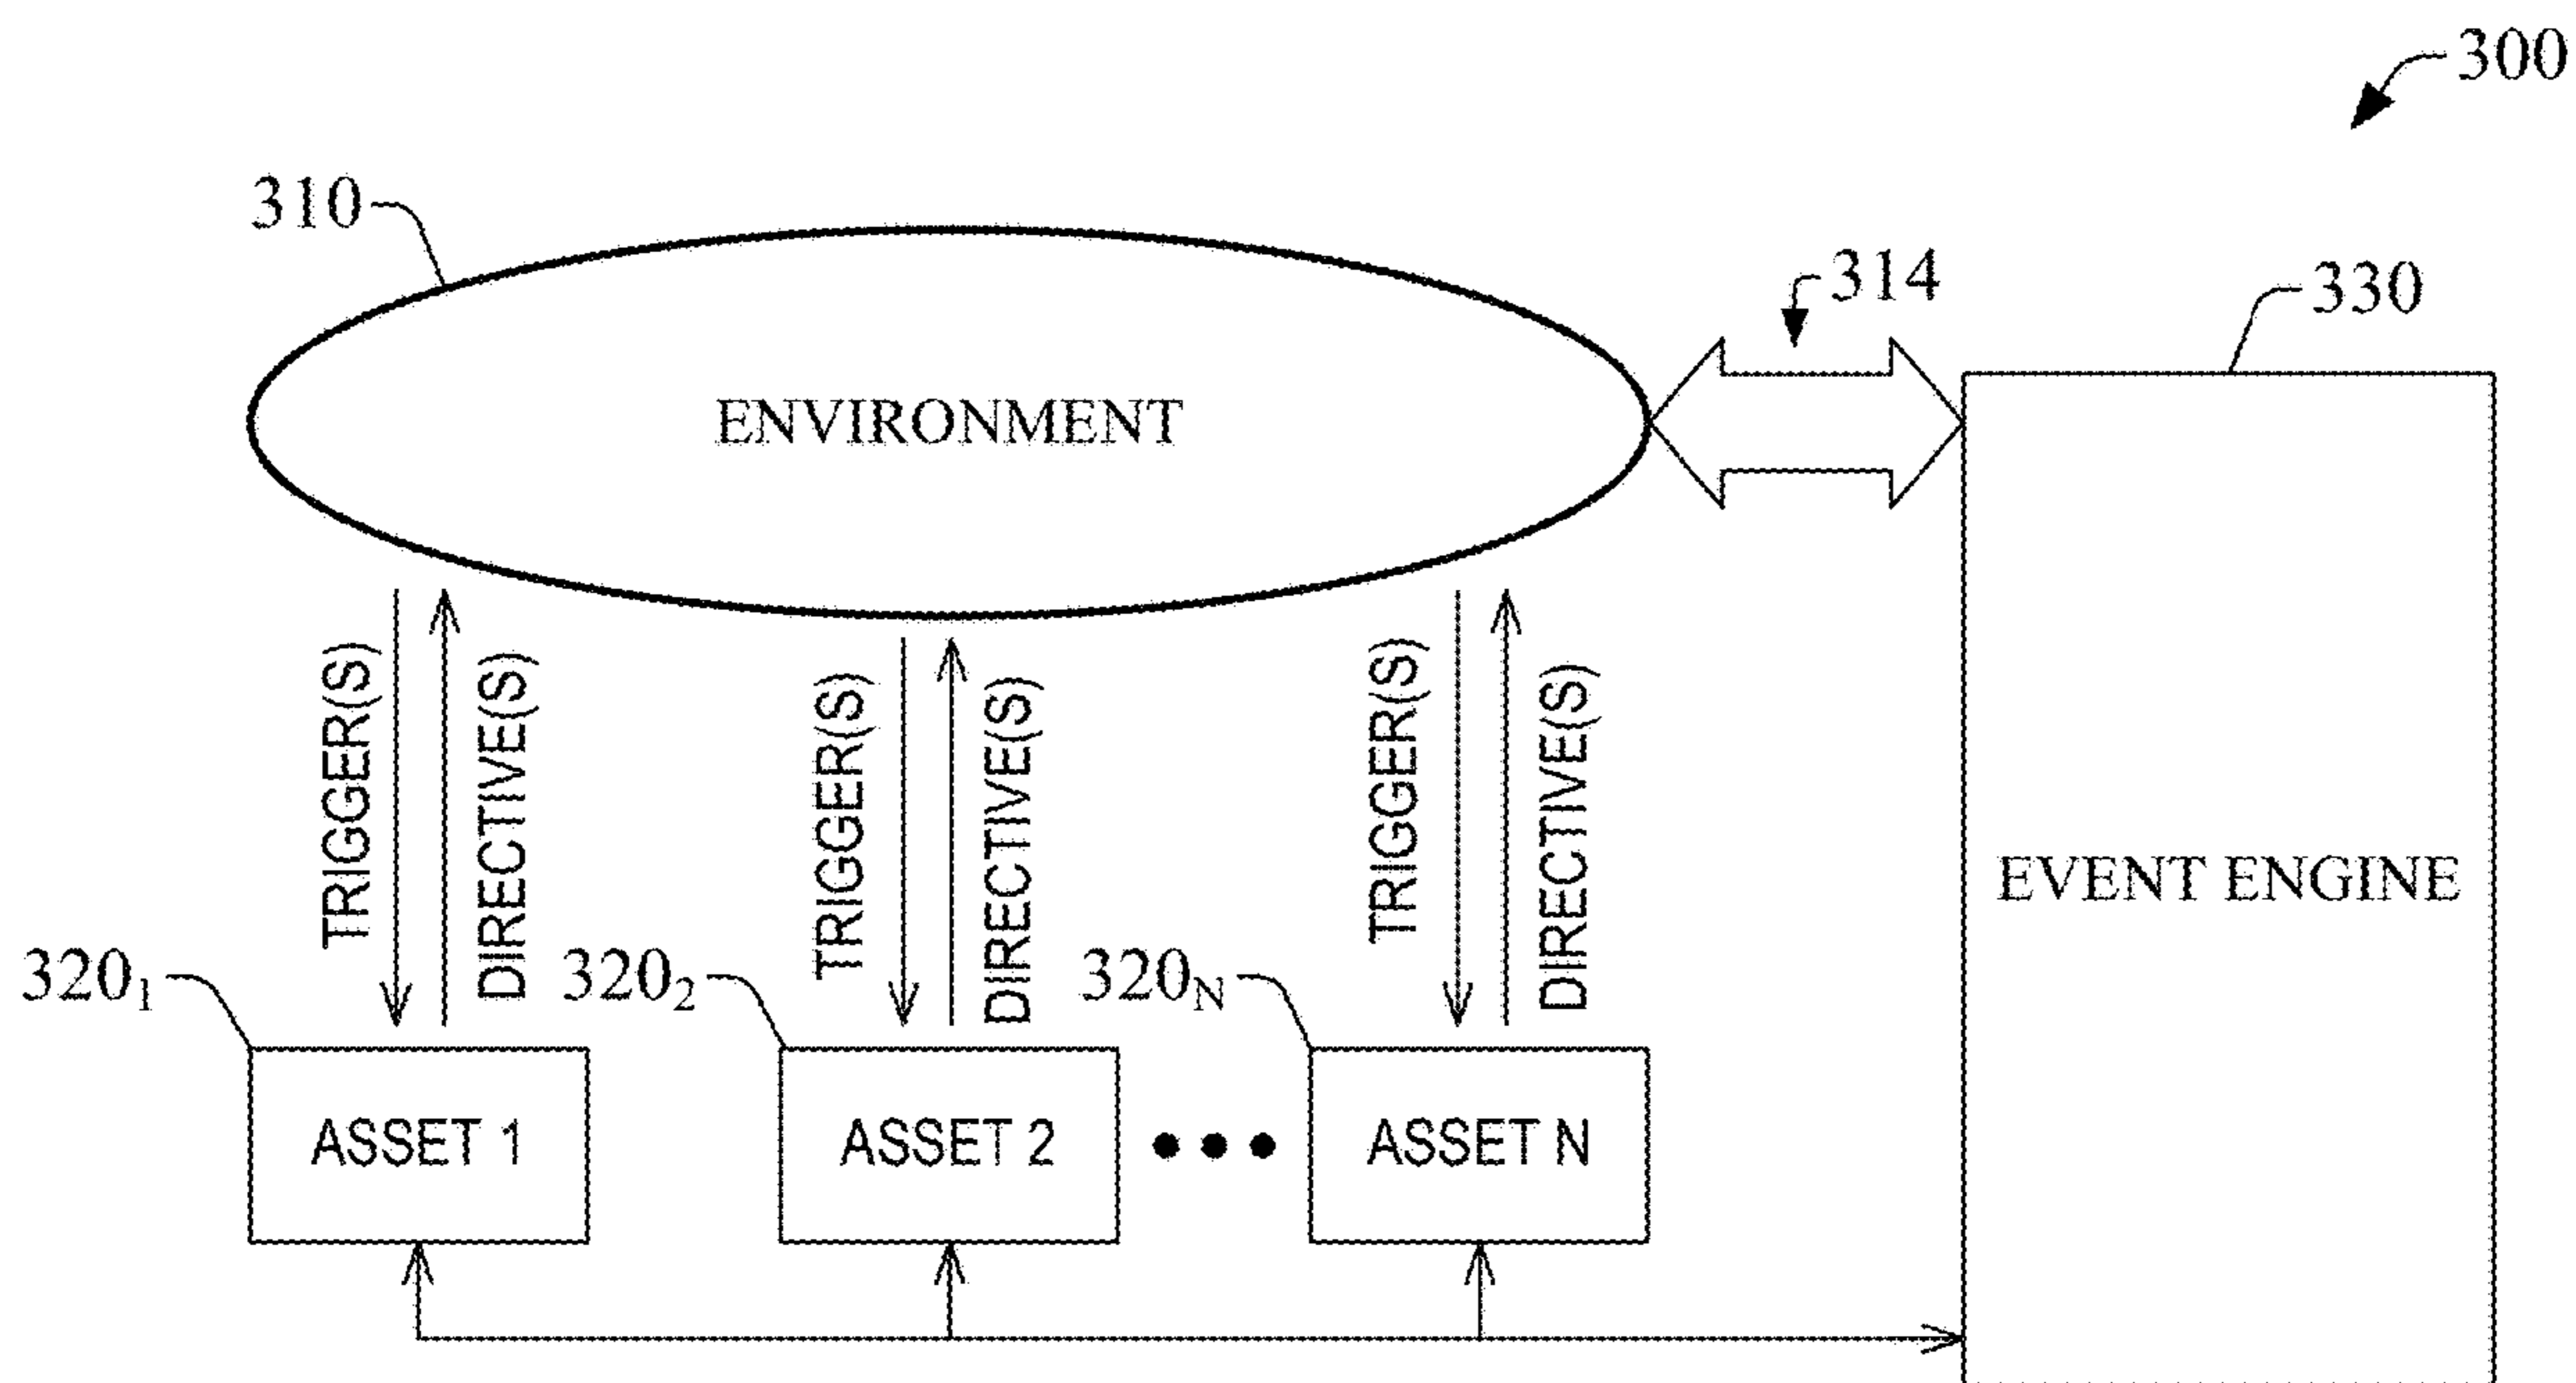 300
310
314
330
ENVIRONMENT
TRIGGER(S)
DIRECTIVE(S)
TRIGGER(S)
DIRECTIVE(S)
TRIGGER(S)
DIRECTIVE(S)
EVENT ENGINE
320₁
320₂
320_N
ASSET 1
ASSET 2
•••
ASSET N